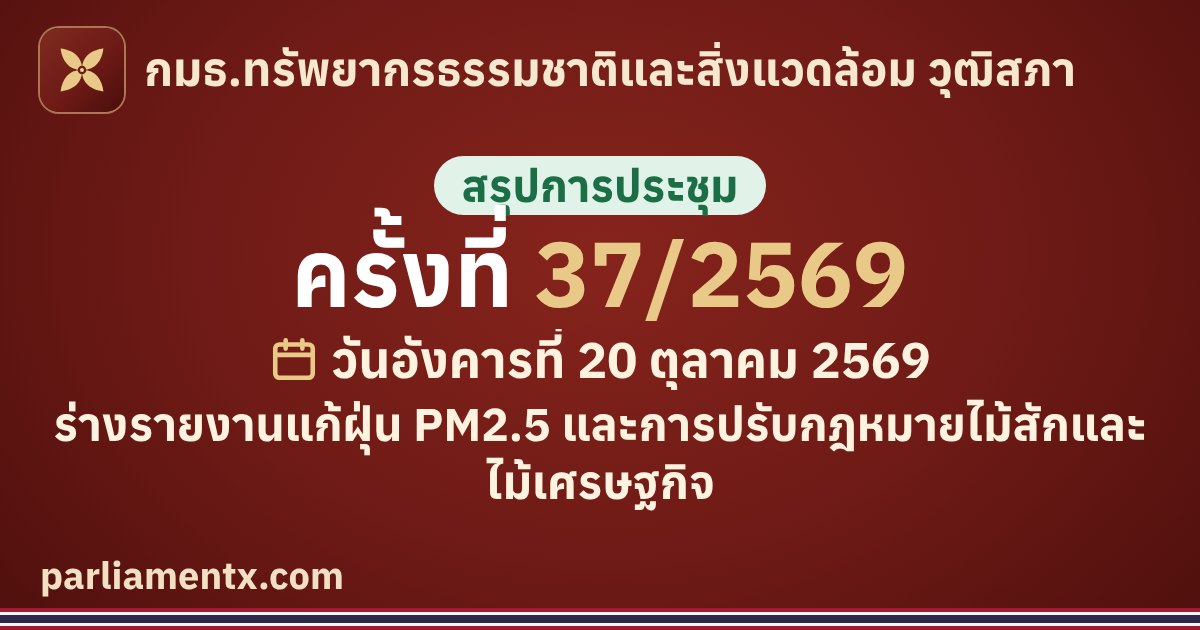 กมธ.ทรัพยากรธรรมชาติและสิ่งแวดล้อม วุฒิสภา
สรุปการประชุม
ครั้งที่ 37/2569
วันอังคารที่ 20 ตุลาคม 2569
ร่างรายงานแก้ฝุ่น PM2.5 และการปรับกฎหมายไม้สักและ
ไม้เศรษฐกิจ
parliamentx.com